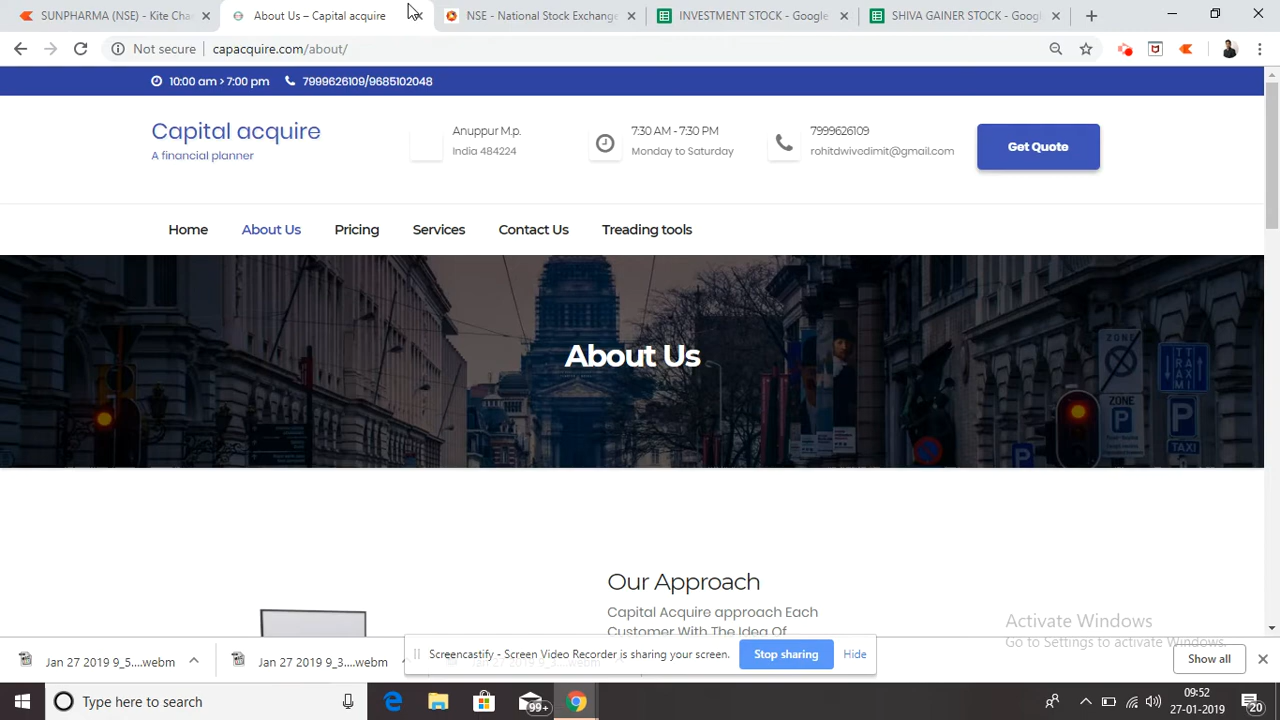 SUNPHARMA (NSE) - Kite Cha
About Us – Capital acquire
NSE - National Stock Exchange
INVESTMENT STOCK - Google
SHIVA GAINER STOCK - Goog
Not secure
capacquire.com/about/
10:00 am > 7:00 pm
7999626109/9685102048
Capital acquire
A financial planner
Anuppur M.p.
India 484224
7:30 AM - 7:30 PM
Monday to Saturday
7999626109
rohitdwivedimit@gmail.com
Get Quote
Home
About Us
Pricing
Services
Contact Us
Treading tools
ZONE
P
TAXI
ZONE
P
P
About Us
Our Approach
Capital Acquire approach Each
Customer With The Idea Of
Activate Windows
Go to Settings to activate Windows.
Screencastify - Screen Video Recorder is sharing your screen.
Stop sharing
Hide
Jan 27 2019 9_5....webm
Jan 27 2019 9_3....webm
Show all
Type here to search
99+
09:52
27-01-2019
20